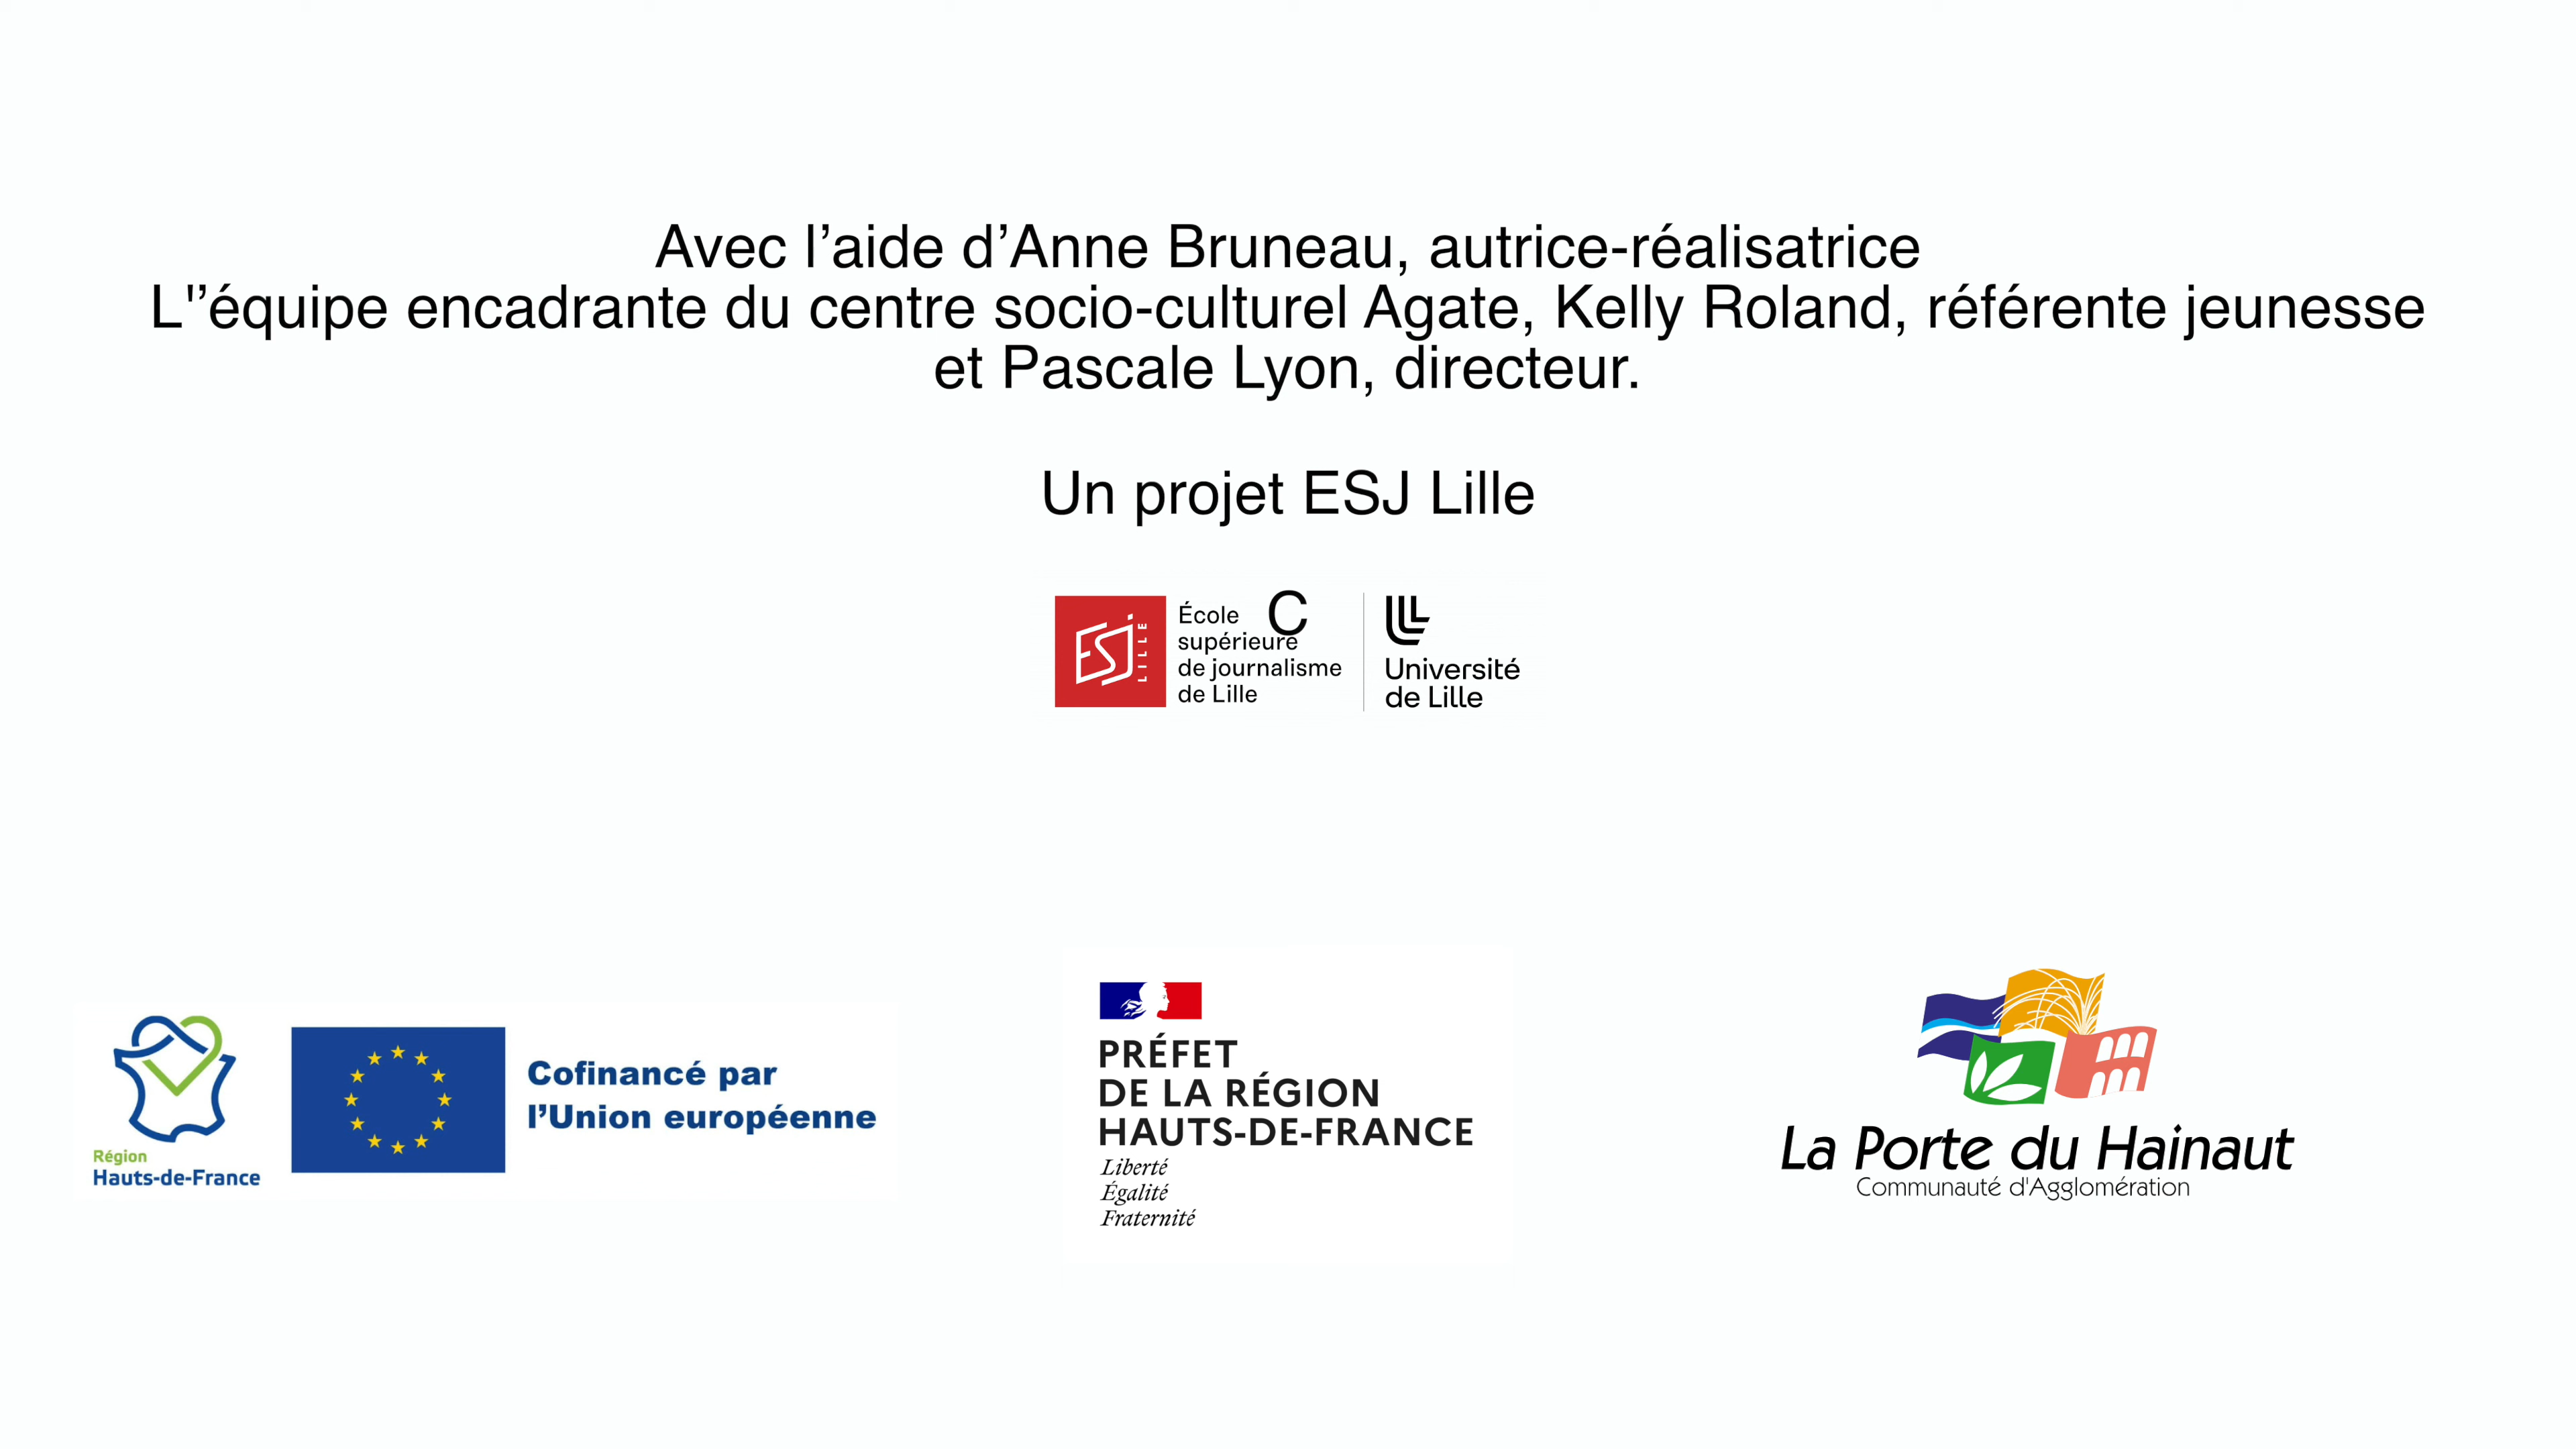 Avec l’aide d’Anne Bruneau, autrice-réalisatrice
L'’équipe encadrante du centre socio-culturel Agate, Kelly Roland, référente jeunesse
et Pascale Lyon, directeur.
Un projet ESJ Lille
C
ESJ LILLE
École
supérieure
de journalisme
de Lille
Université
de Lille
Région
Hauts-de-France
Cofinancé par
l’Union européenne
PRÉFET
DE LA RÉGION
HAUTS-DE-FRANCE
Liberté
Égalité
Fraternité
La Porte du Hainaut
Communauté d'Agglomération